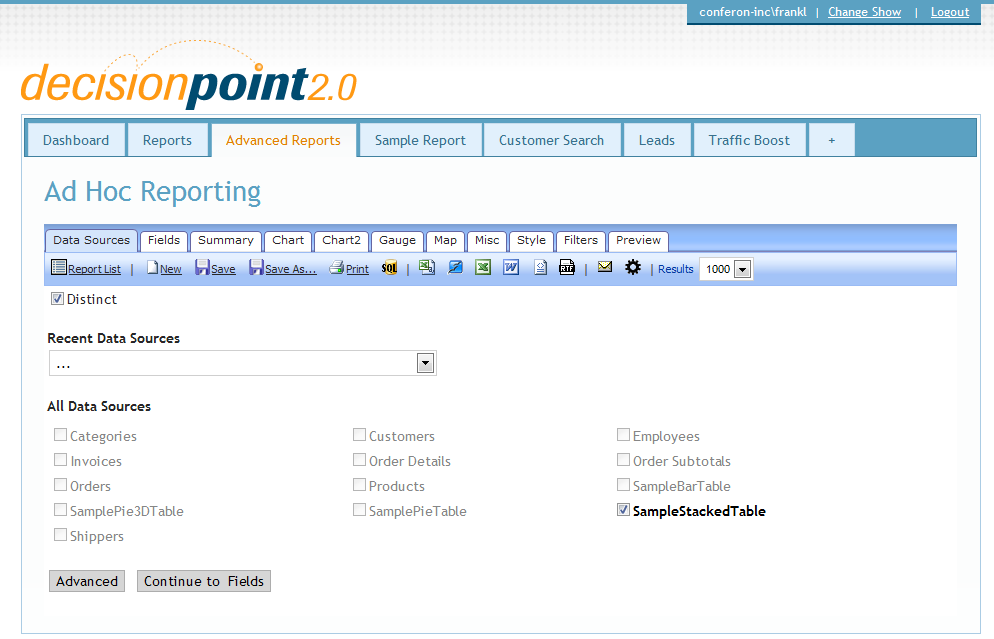 conferon-inc\frankl | Change Show | Logout
decisionpoint2.0
Dashboard Reports Advanced Reports Sample Report Customer Search Leads Traffic Boost +
Ad Hoc Reporting
Data Sources Fields Summary Chart Chart2 Gauge Map Misc Style Filters Preview
Report List | New Save Save As... Print SQL | | Results 1000
Distinct
Recent Data Sources
...
All Data Sources
Categories Customers Employees
Invoices Order Details Order Subtotals
Orders Products SampleBarTable
SamplePie3DTable SamplePieTable SampleStackedTable
Shippers
Advanced Continue to Fields